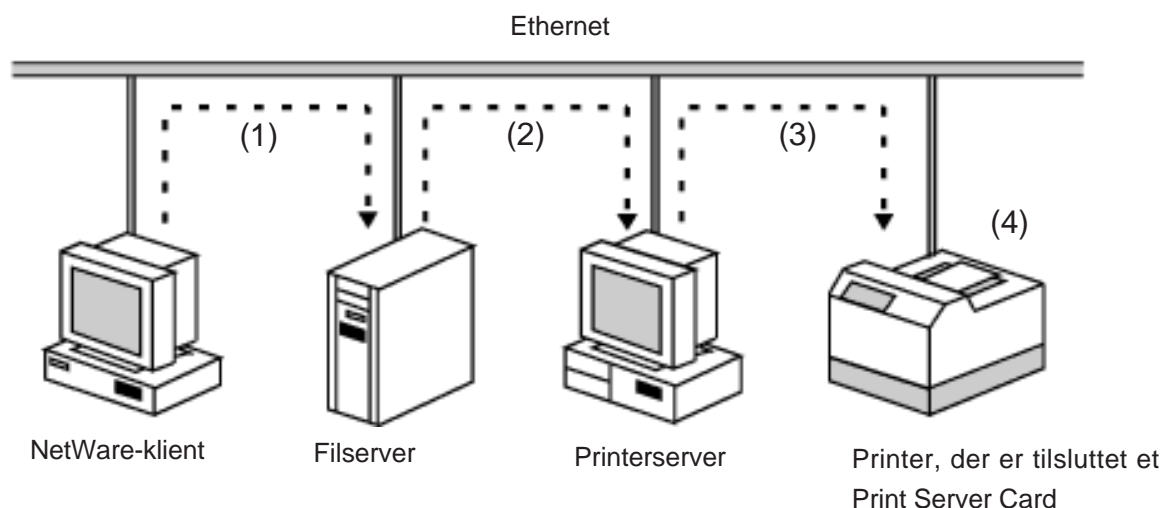 Ethernet
(1)
(2)
(3)
(4)
NetWare-klient
Filserver
Printerserver
Printer, der er tilsluttet et
Print Server Card